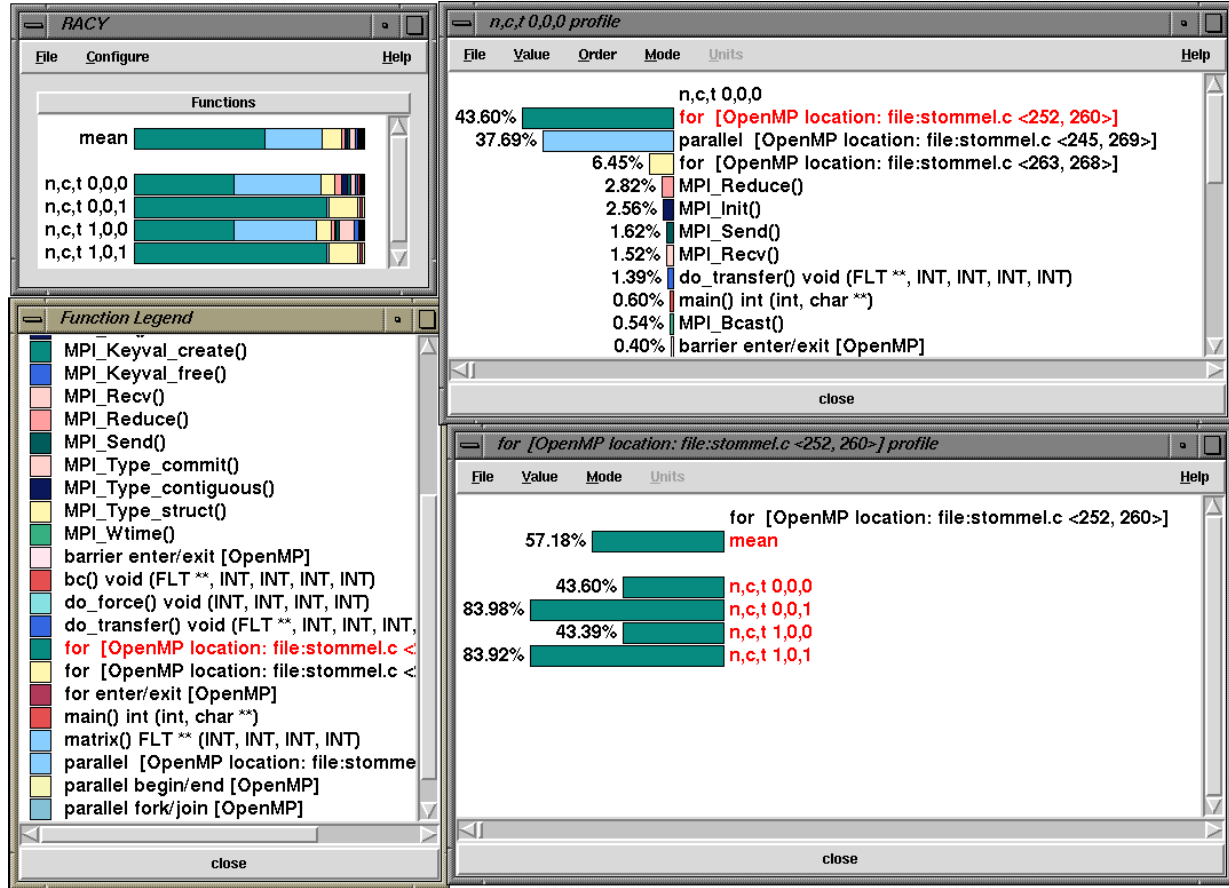 RACY
File Configure Help
Functions
mean
n,c,t 0,0,0
n,c,t 0,0,1
n,c,t 1,0,0
n,c,t 1,0,1
n,c,t 0,0,0 profile
File Value Order Mode Units Help
n,c,t 0,0,0
43.60% for [OpenMP location: file:stommel.c <252, 260>]
37.69% parallel [OpenMP location: file:stommel.c <245, 269>]
6.45% for [OpenMP location: file:stommel.c <263, 268>]
2.82% MPI_Reduce()
2.56% MPI_Init()
1.62% MPI_Send()
1.52% MPI_Recv()
1.39% do_transfer() void (FLT **, INT, INT, INT, INT)
0.60% main() int (int, char **)
0.54% MPI_Bcast()
0.40% barrier enter/exit [OpenMP]
close
Function Legend
MPI_Keyval_create()
MPI_Keyval_free()
MPI_Recv()
MPI_Reduce()
MPI_Send()
MPI_Type_commit()
MPI_Type_contiguous()
MPI_Type_struct()
MPI_Wtime()
barrier enter/exit [OpenMP]
bc() void (FLT **, INT, INT, INT, INT)
do_force() void (INT, INT, INT, INT)
do_transfer() void (FLT **, INT, INT, INT,
for [OpenMP location: file:stommel.c <2
for [OpenMP location: file:stommel.c <2
for enter/exit [OpenMP]
main() int (int, char **)
matrix() FLT ** (INT, INT, INT, INT)
parallel [OpenMP location: file:stomme
parallel begin/end [OpenMP]
parallel fork/join [OpenMP]
close
for [OpenMP location: file:stommel.c <252, 260>] profile
File Value Mode Units Help
for [OpenMP location: file:stommel.c <252, 260>]
57.18% mean
43.60% n,c,t 0,0,0
83.98% n,c,t 0,0,1
43.39% n,c,t 1,0,0
83.92% n,c,t 1,0,1
close